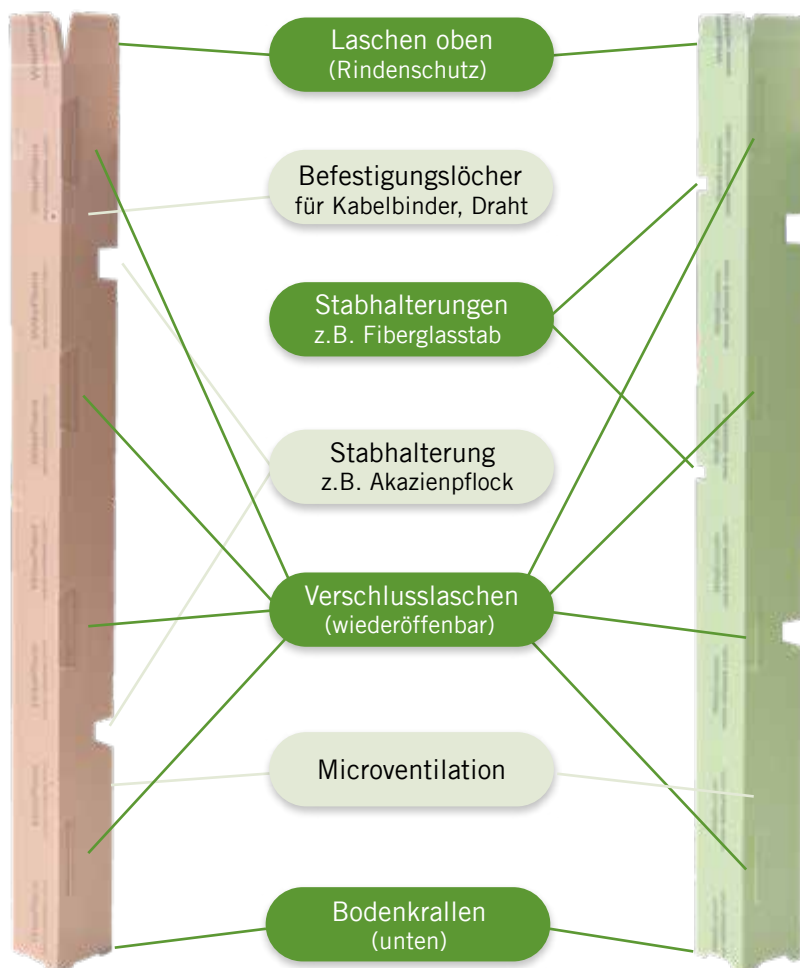 Laschen oben
(Rindenschutz)
Befestigungslöcher
für Kabelbinder, Draht
Stabhalterungen
z.B. Fiberglasstab
Stabhalterung
z.B. Akazienpflock
Verschlusslaschen
(wiederöffenbar)
Microventilation
Bodenkrallen
(unten)